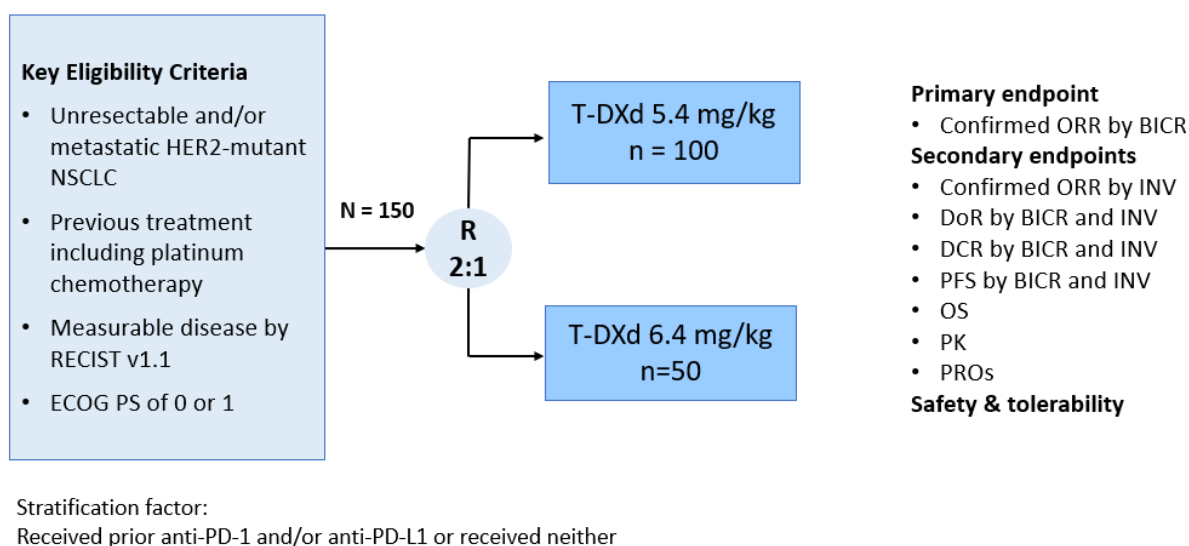 Key Eligibility Criteria
• Unresectable and/or
metastatic HER2-mutant
NSCLC
• Previous treatment
including platinum
chemotherapy
• Measurable disease by
RECIST v1.1
• ECOG PS of 0 or 1
N = 150
R
2:1
T-DXd 5.4 mg/kg
n = 100
T-DXd 6.4 mg/kg
n=50
Primary endpoint
• Confirmed ORR by BICR
Secondary endpoints
• Confirmed ORR by INV
• DoR by BICR and INV
• DCR by BICR and INV
• PFS by BICR and INV
• OS
• PK
• PROs
Safety & tolerability
Stratification factor:
Received prior anti-PD-1 and/or anti-PD-L1 or received neither